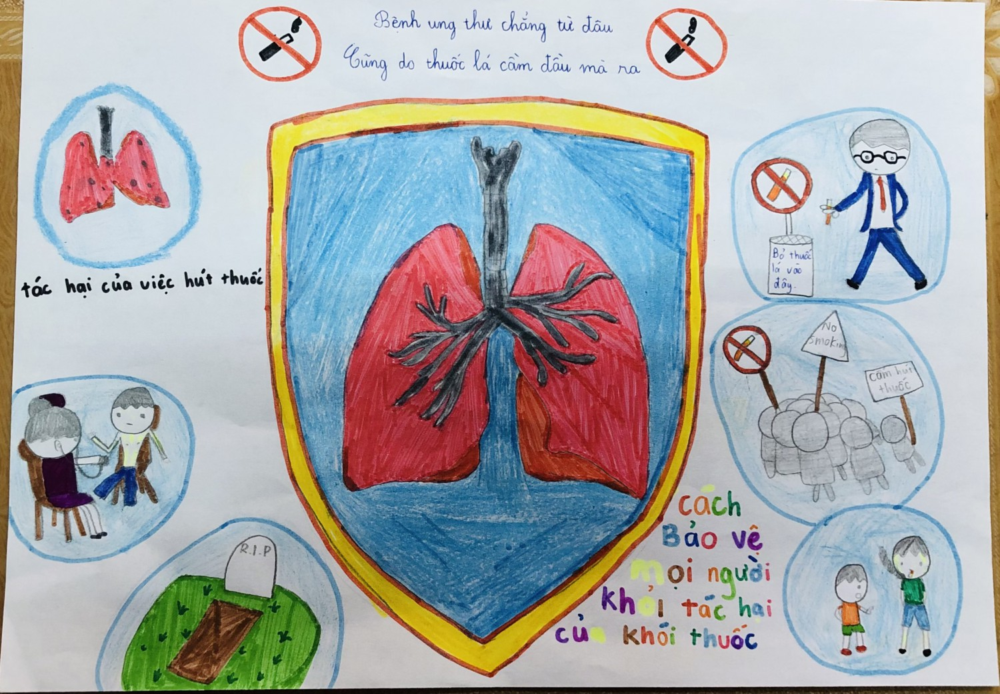 Bệnh ung thư chẳng từ đâu
Cũng do thuốc lá cầm đầu mà ra
tác hại của việc hút thuốc
R.I.P
Bỏ thuốc
lá vào
đây.
No
smoking
cấm hút
thuốc
cách
Bảo vệ
mọi người
khỏi tác hại
của khói thuốc